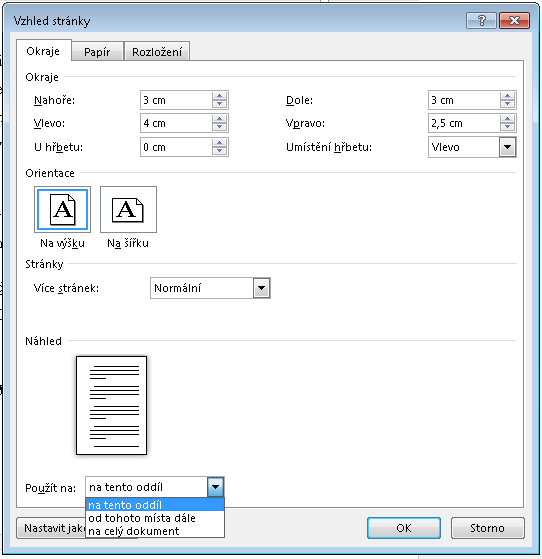 Vzhled stránky
Okraje Papír Rozložení
Okraje
Nahoře: 3 cm Dole: 3 cm
Vlevo: 4 cm Vpravo: 2,5 cm
U hřbetu: 0 cm Umístění hřbetu: Vlevo
Orientace
A A
Na výšku Na šířku
Stránky
Více stránek: Normální
Náhled
Použít na: na tento oddíl
na tento oddíl
od tohoto místa dále
na celý dokument
Nastavit jako OK Storno